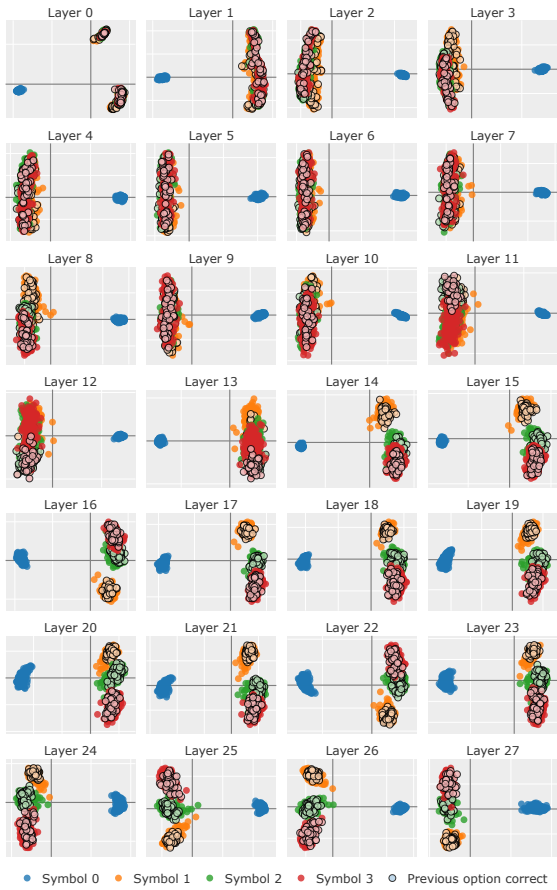 Layer 0 Layer 1 Layer 2 Layer 3
Layer 4 Layer 5 Layer 6 Layer 7
Layer 8 Layer 9 Layer 10 Layer 11
Layer 12 Layer 13 Layer 14 Layer 15
Layer 16 Layer 17 Layer 18 Layer 19
Layer 20 Layer 21 Layer 22 Layer 23
Layer 24 Layer 25 Layer 26 Layer 27
Symbol 0 Symbol 1 Symbol 2 Symbol 3 Previous option correct